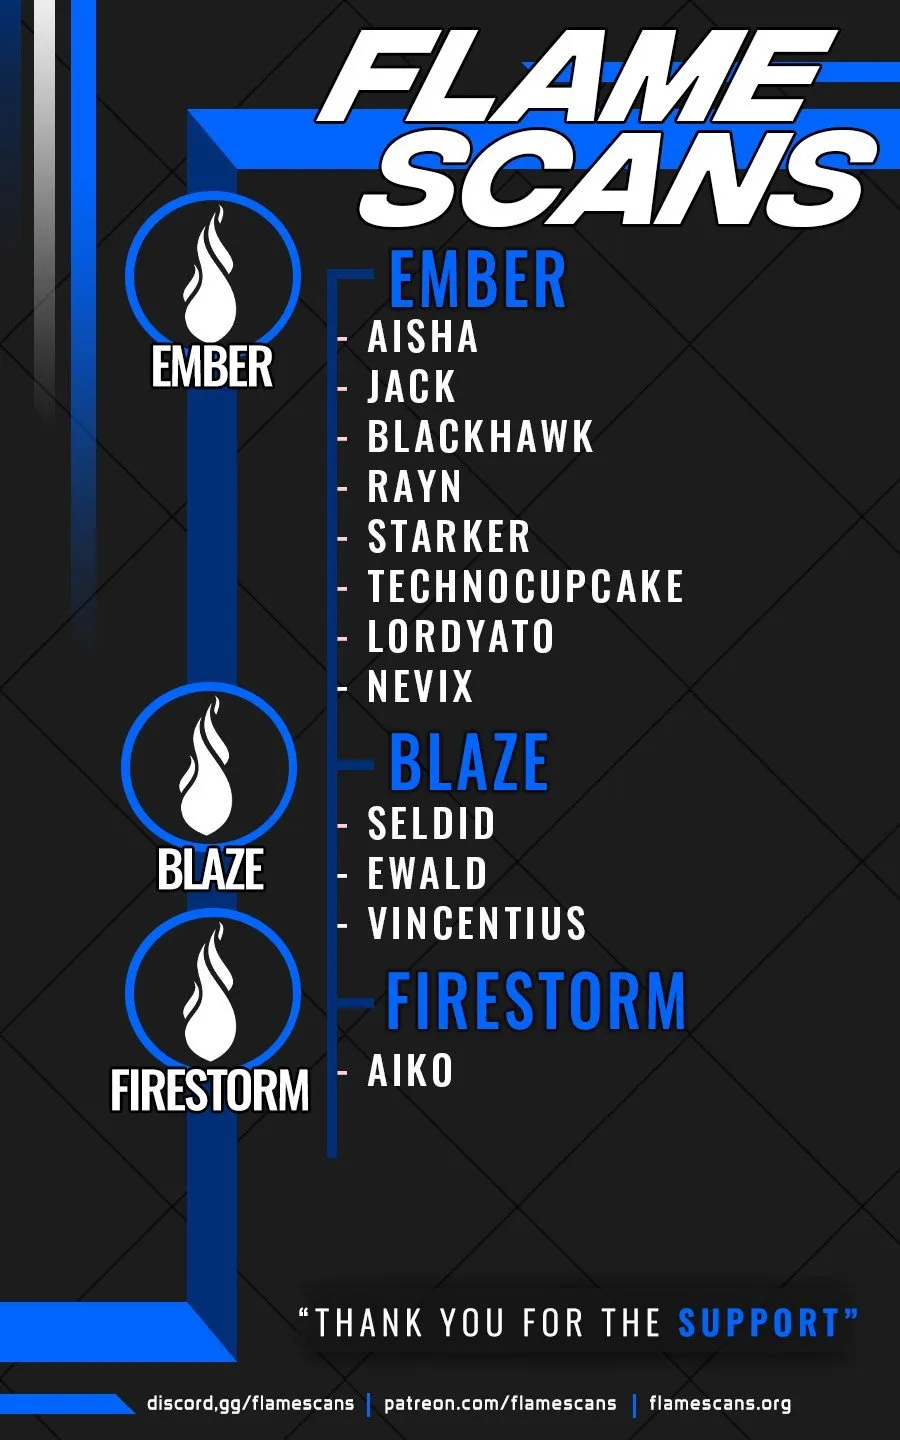 FLAME
SCANS
EMBER
EMBER
- AISHA
- JACK
- BLACKHAWK
- RAYN
- STARKER
- TECHNOCUPCAKE
- LORDYATO
- NEVIX
BLAZE
BLAZE
- SELDID
- EWALD
- VINCENTIUS
FIRESTORM
FIRESTORM
- AIKO
“THANK YOU FOR THE SUPPORT”
discord,gg/flamescans | patreon.com/flamescans | flamescans.org